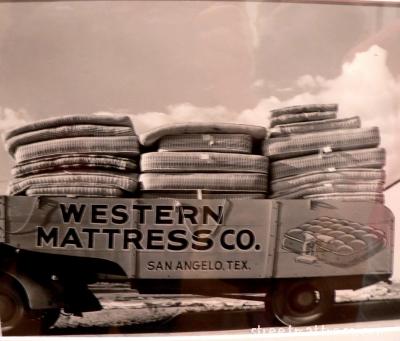 WESTERN
MATTRESS CO.
SAN ANGELO, TEX.